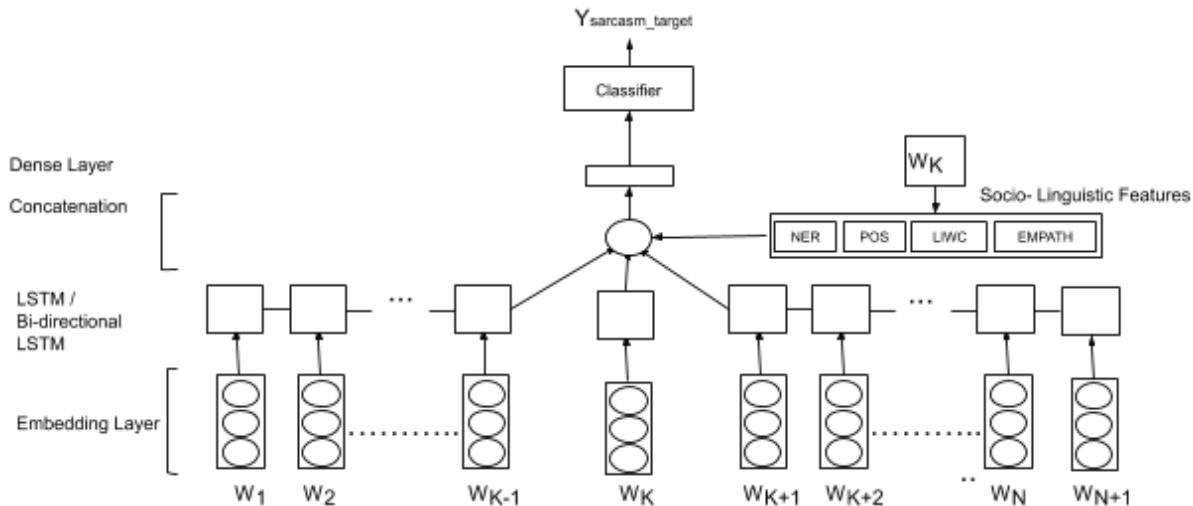 Ysarcasm_target
Classifier
Dense Layer
WK
Concatenation
Socio- Linguistic Features
NER POS LIWC EMPATH
LSTM /
Bi-directional
LSTM
... ...
Embedding Layer
W1 W2 WK-1 WK WK+1 WK+2 WN WN+1